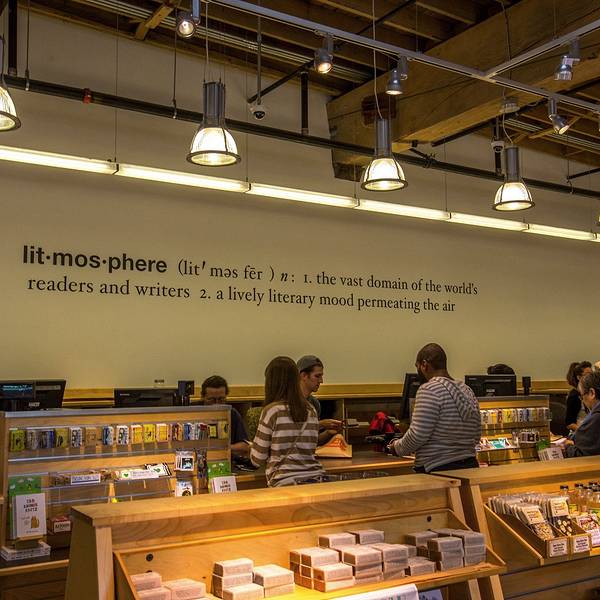 lit·mos·phere (lit′ məs fēr ) n: 1. the vast domain of the world's
readers and writers 2. a lively literary mood permeating the air